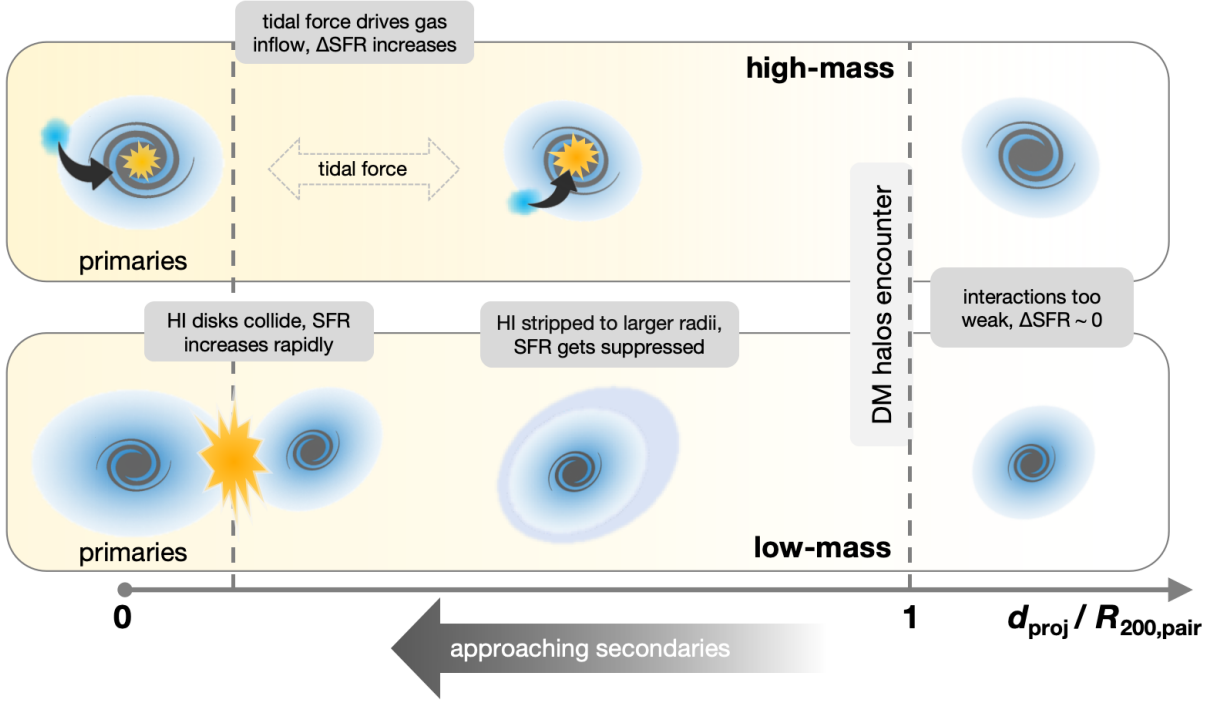 tidal force drives gas
inflow, ΔSFR increases
high-mass
tidal force
primaries
DM halos encounter
interactions too
weak, ΔSFR ~ 0
HI disks collide, SFR
increases rapidly
HI stripped to larger radii,
SFR gets suppressed
primaries
low-mass
0
1
d_proj / R_200,pair
approaching secondaries